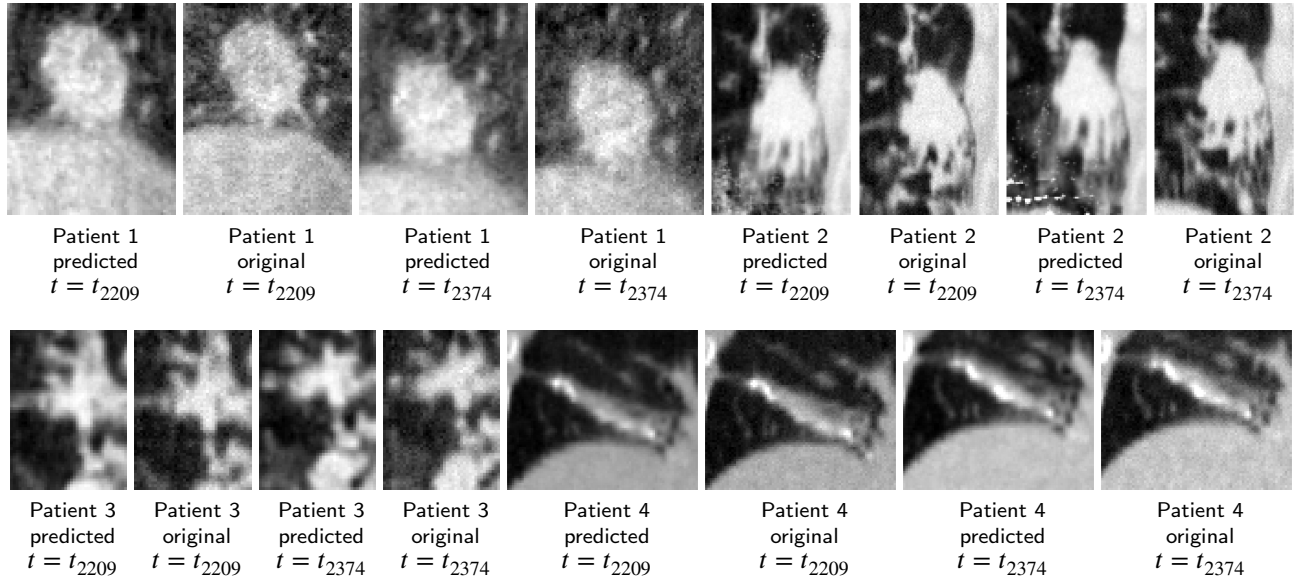 Patient 1 predicted t = t₂₂₀₉
Patient 1 original t = t₂₂₀₉
Patient 1 predicted t = t₂₃₇₄
Patient 1 original t = t₂₃₇₄
Patient 2 predicted t = t₂₂₀₉
Patient 2 original t = t₂₂₀₉
Patient 2 predicted t = t₂₃₇₄
Patient 2 original t = t₂₃₇₄
Patient 3 predicted t = t₂₂₀₉
Patient 3 original t = t₂₂₀₉
Patient 3 predicted t = t₂₃₇₄
Patient 3 original t = t₂₃₇₄
Patient 4 predicted t = t₂₂₀₉
Patient 4 original t = t₂₂₀₉
Patient 4 predicted t = t₂₃₇₄
Patient 4 original t = t₂₃₇₄